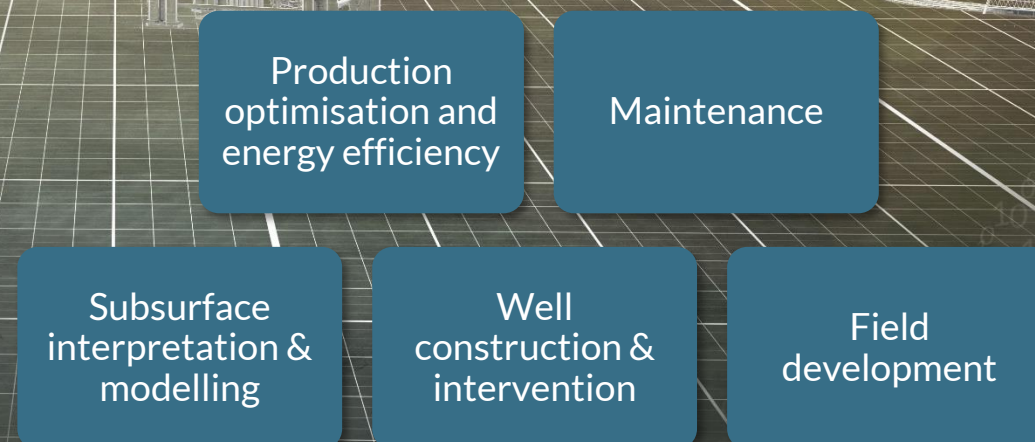 Production
optimisation and
energy efficiency
Maintenance
Subsurface
interpretation &
modelling
Well
construction &
intervention
Field
development